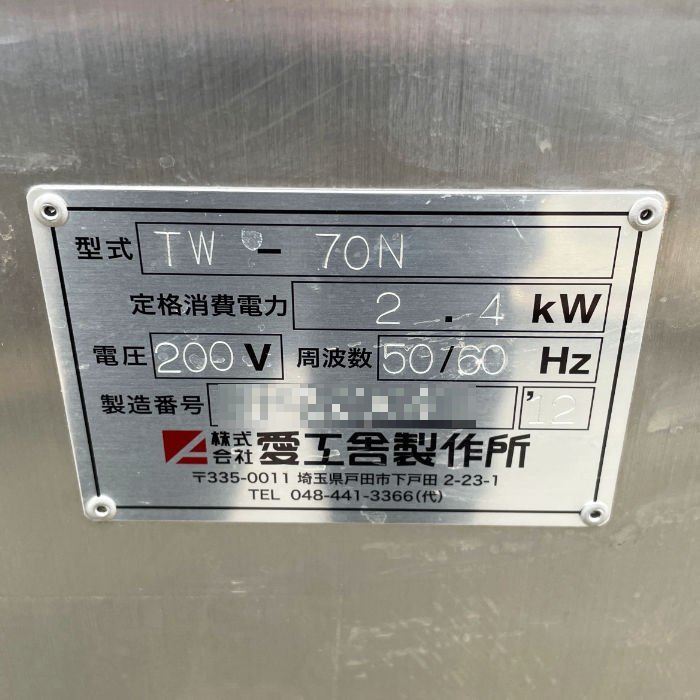 型式 TW - 70N
定格消費電力 2.4 kW
電圧 200 V 周波数 50/60 Hz
製造番号 '12
株式会社 愛工舎製作所
〒335-0011 埼玉県戸田市下戸田 2-23-1
TEL 048-441-3366(代)